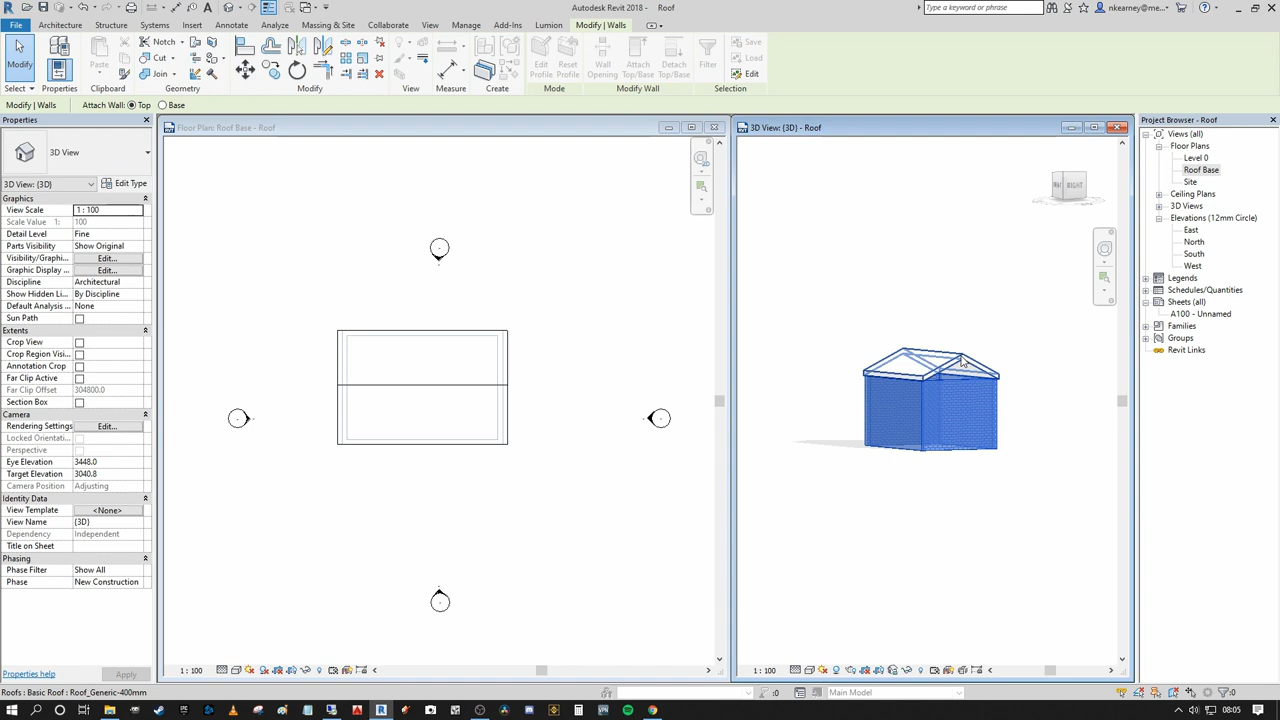 Autodesk Revit 2018 - Roof
Type a keyword or phrase
nkearney@me...
File Architecture Structure Systems Insert Annotate Analyze Massing & Site Collaborate View Manage Add-Ins Lumion Modify | Walls
Modify
Paste
Notch
Cut
Join
Edit Profile
Reset Profile
Wall Opening
Attach Top/Base
Detach Top/Base
Filter
Save
Load
Edit
Select Properties Clipboard Geometry Modify View Measure Create Mode Modify Wall Selection
Modify | Walls Attach Wall: Top Base
Properties
3D View
3D View: {3D} Edit Type
Graphics
View Scale 1 : 100
Scale Value 1: 100
Detail Level Fine
Parts Visibility Show Original
Visibility/Graphi... Edit...
Graphic Display ... Edit...
Discipline Architectural
Show Hidden Li... By Discipline
Default Analysis ... None
Sun Path
Extents
Crop View
Crop Region Visi...
Annotation Crop
Far Clip Active
Far Clip Offset 304800.0
Section Box
Camera
Rendering Settings Edit...
Locked Orientati...
Perspective
Eye Elevation 3448.0
Target Elevation 3040.8
Camera Position Adjusting
Identity Data
View Template <None>
View Name {3D}
Dependency Independent
Title on Sheet
Phasing
Phase Filter Show All
Phase New Construction
Properties help Apply
Floor Plan: Roof Base - Roof
1 : 100
3D View: {3D} - Roof
RIGHT
1 : 100
Project Browser - Roof
Views (all)
Floor Plans
Level 0
Roof Base
Site
Ceiling Plans
3D Views
Elevations (12mm Circle)
East
North
South
West
Legends
Schedules/Quantities
Sheets (all)
A100 - Unnamed
Families
Groups
Revit Links
Roofs : Basic Roof : Roof_Generic-400mm
:0
Main Model
:0
08:05